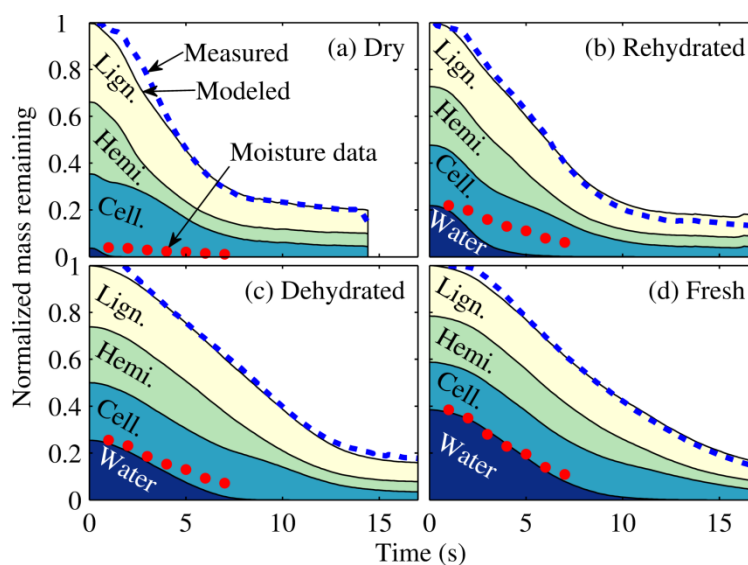 Normalized mass remaining
1
0.8
0.6
0.4
0.2
0
(a) Dry
Measured
Modeled
Moisture data
Lign.
Hemi.
Cell.
(b) Rehydrated
Lign.
Hemi.
Cell.
Water
1
0.8
0.6
0.4
0.2
0
(c) Dehydrated
Lign.
Hemi.
Cell.
Water
(d) Fresh
Lign.
Hemi.
Cell.
Water
0 5 10 15 0 5 10 15
Time (s)